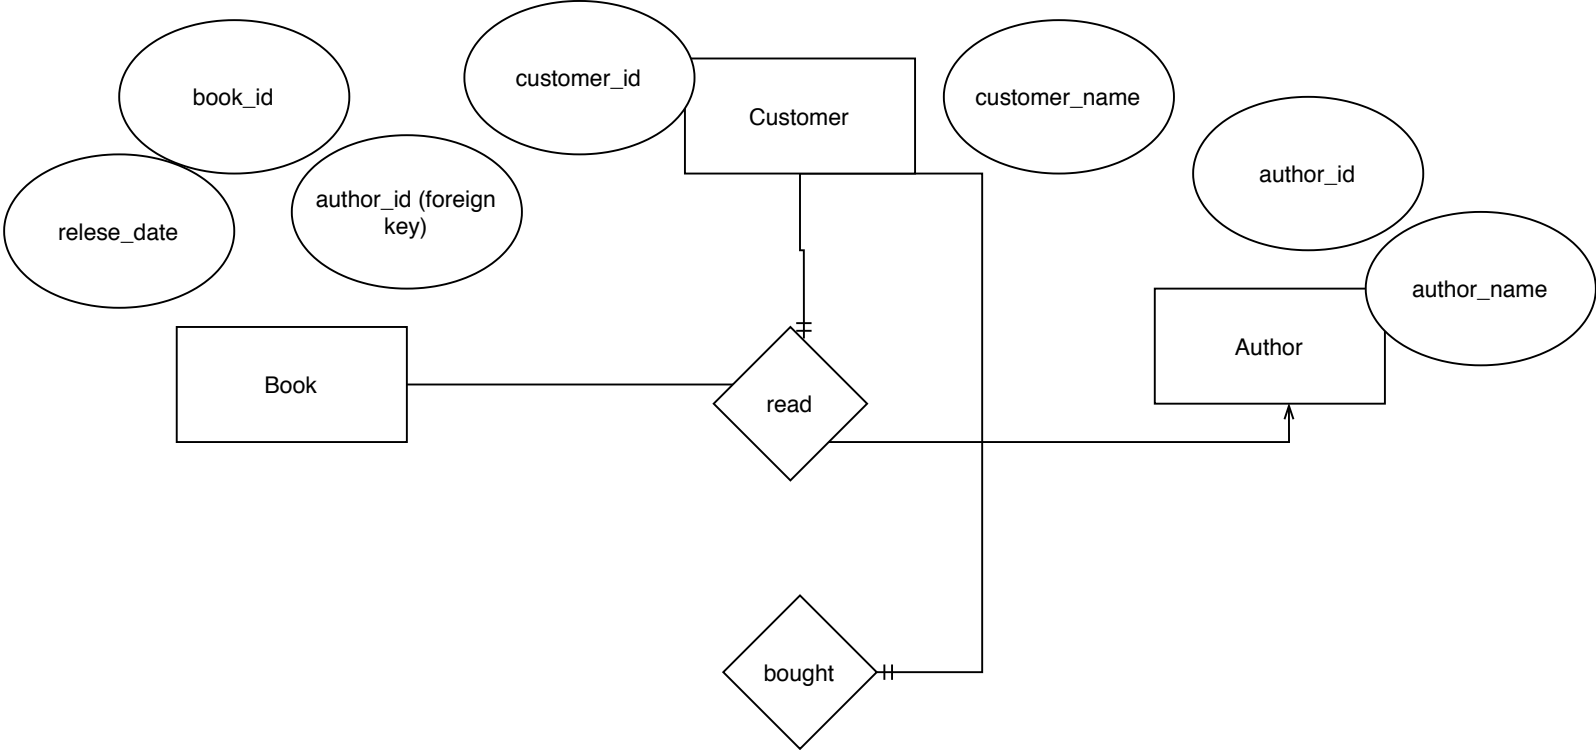 customer_id
book_id
customer_name
Customer
author_id
author_id (foreign
key)
relese_date
author_name
Author
Book
read
bought